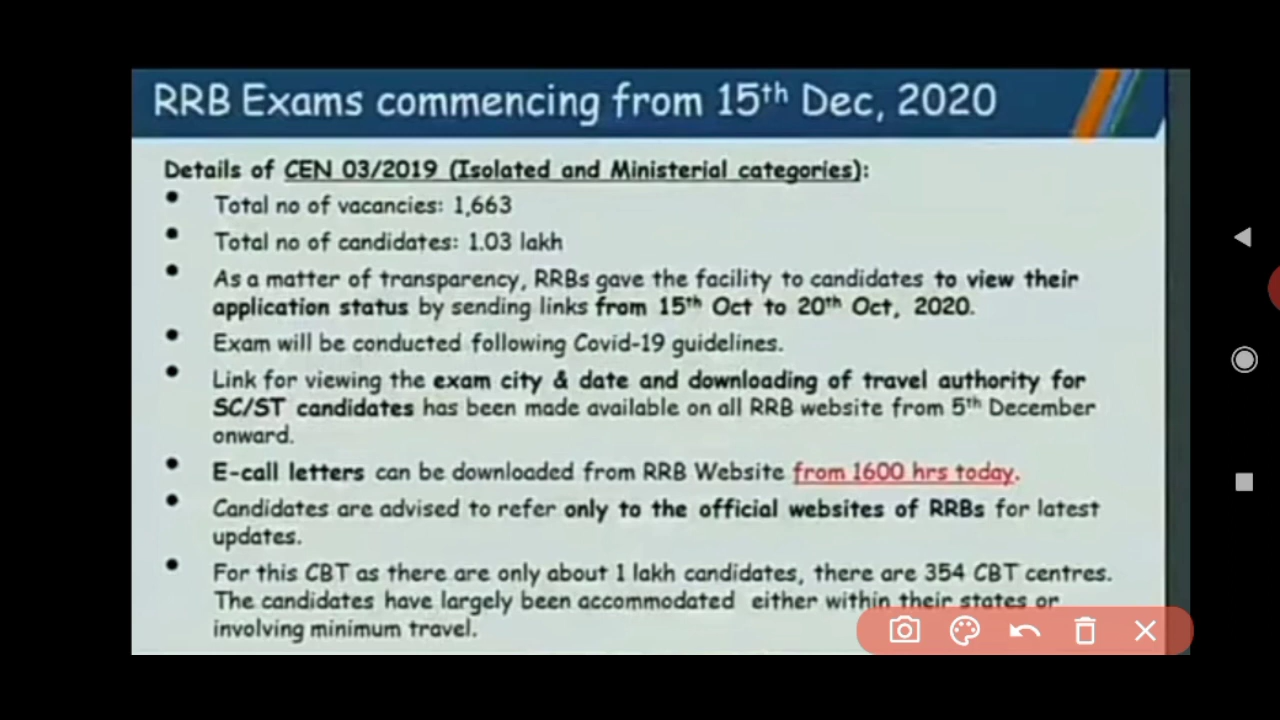 RRB Exams commencing from 15th Dec, 2020
Details of CEN 03/2019 (Isolated and Ministerial categories):
• Total no of vacancies: 1,663
• Total no of candidates: 1.03 lakh
• As a matter of transparency, RRBs gave the facility to candidates to view their
application status by sending links from 15th Oct to 20th Oct, 2020.
• Exam will be conducted following Covid-19 guidelines.
• Link for viewing the exam city & date and downloading of travel authority for
SC/ST candidates has been made available on all RRB website from 5th December
onward.
• E-call letters can be downloaded from RRB Website from 1600 hrs today.
• Candidates are advised to refer only to the official websites of RRBs for latest
updates.
• For this CBT as there are only about 1 lakh candidates, there are 354 CBT centres.
The candidates have largely been accommodated either within their states or
involving minimum travel.